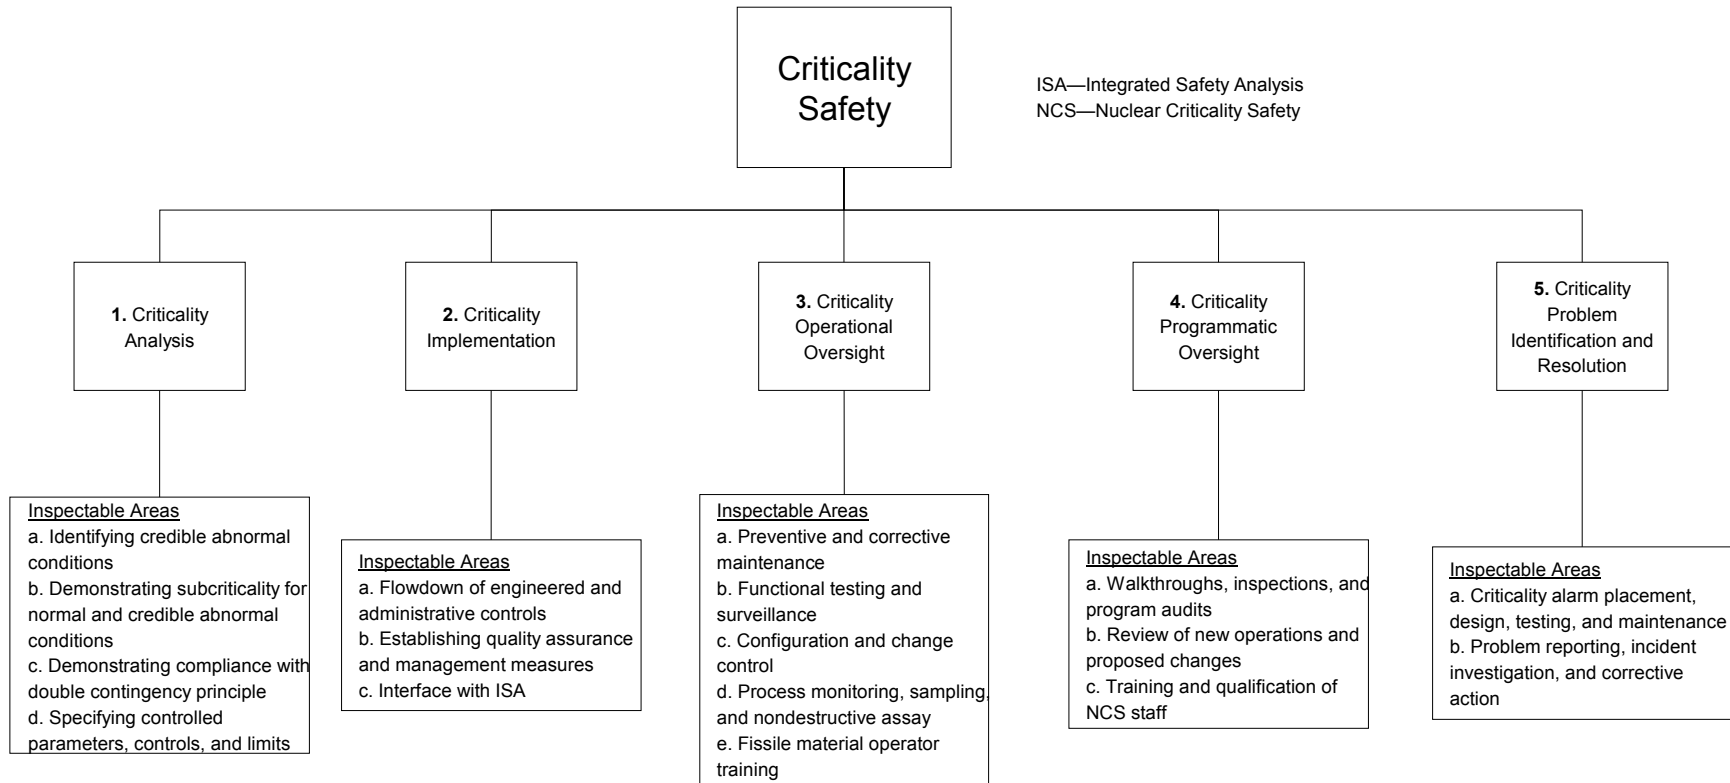 Criticality
Safety
ISA—Integrated Safety Analysis
NCS—Nuclear Criticality Safety
1. Criticality
Analysis
2. Criticality
Implementation
3. Criticality
Operational
Oversight
4. Criticality
Programmatic
Oversight
5. Criticality
Problem
Identification and
Resolution
Inspectable Areas
a. Identifying credible abnormal
conditions
b. Demonstrating subcriticality for
normal and credible abnormal
conditions
c. Demonstrating compliance with
double contingency principle
d. Specifying controlled
parameters, controls, and limits
Inspectable Areas
a. Flowdown of engineered and
administrative controls
b. Establishing quality assurance
and management measures
c. Interface with ISA
Inspectable Areas
a. Preventive and corrective
maintenance
b. Functional testing and
surveillance
c. Configuration and change
control
d. Process monitoring, sampling,
and nondestructive assay
e. Fissile material operator
training
Inspectable Areas
a. Walkthroughs, inspections, and
program audits
b. Review of new operations and
proposed changes
c. Training and qualification of
NCS staff
Inspectable Areas
a. Criticality alarm placement,
design, testing, and maintenance
b. Problem reporting, incident
investigation, and corrective
action